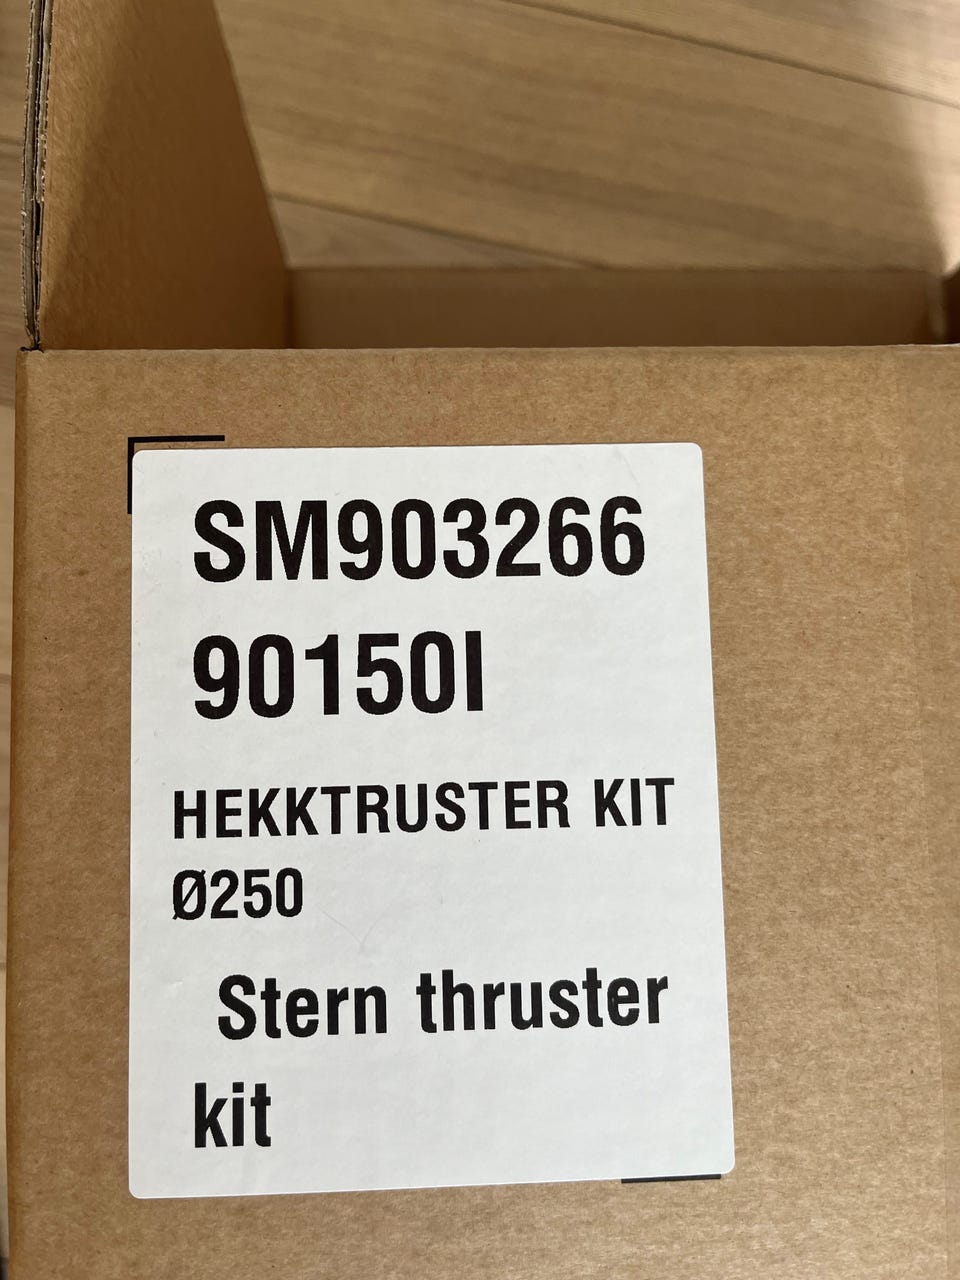 SM903266
90150I
HEKKTRUSTER KIT
Ø250
Stern thruster
kit